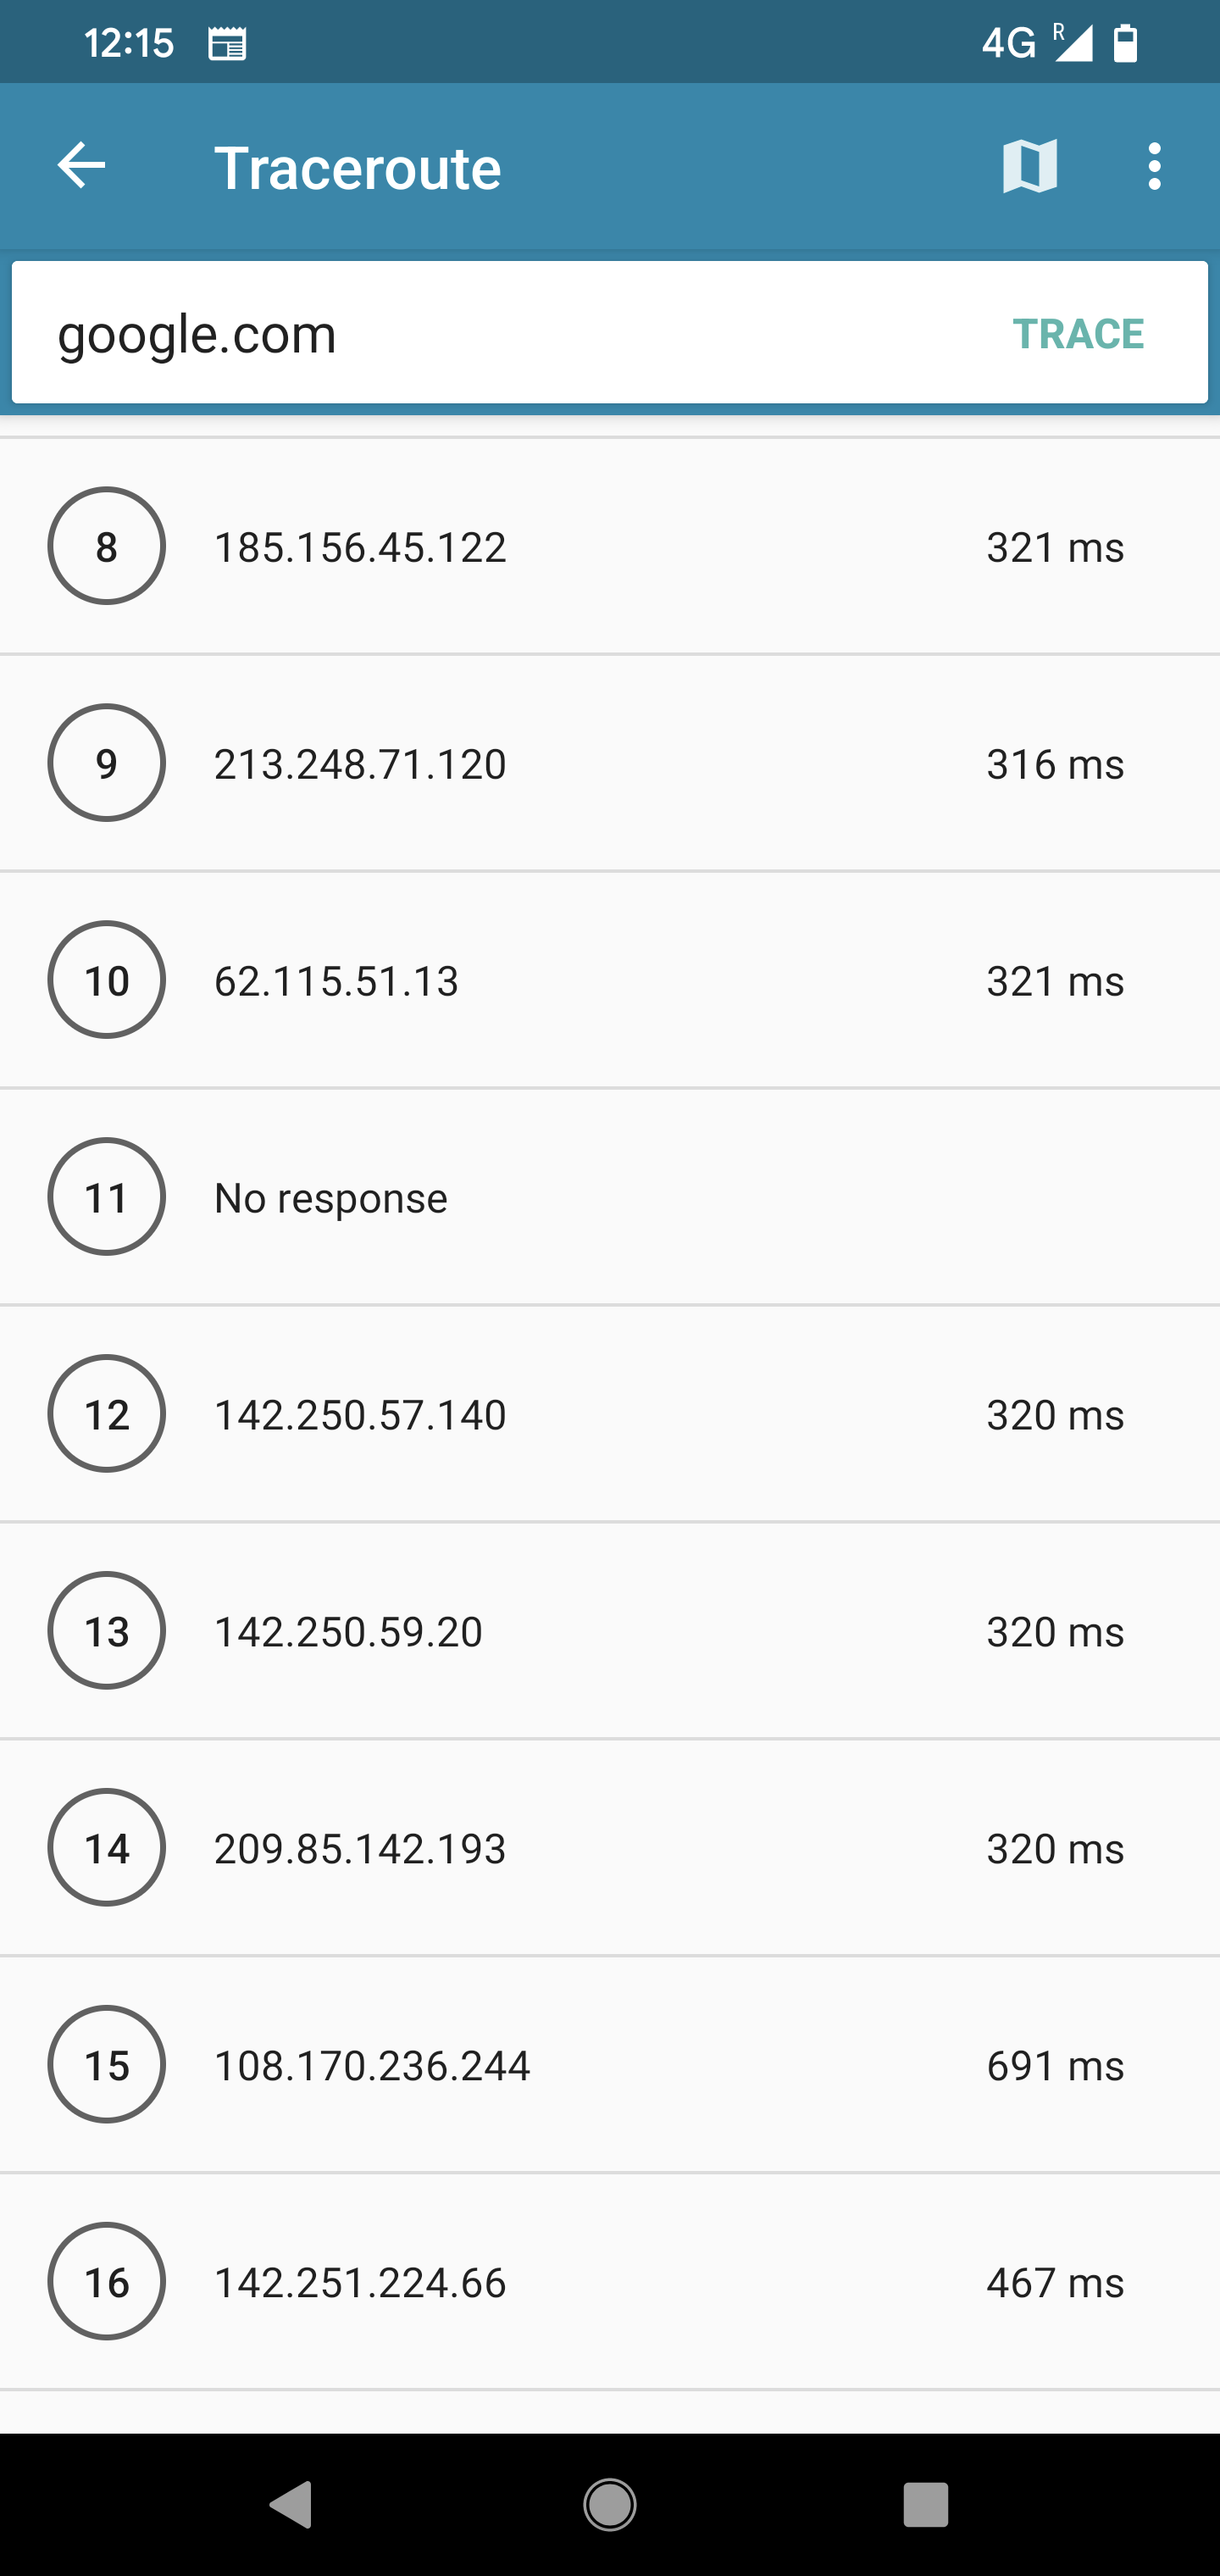 12:15 4G R
Traceroute
google.com TRACE
8 185.156.45.122 321 ms
9 213.248.71.120 316 ms
10 62.115.51.13 321 ms
11 No response
12 142.250.57.140 320 ms
13 142.250.59.20 320 ms
14 209.85.142.193 320 ms
15 108.170.236.244 691 ms
16 142.251.224.66 467 ms